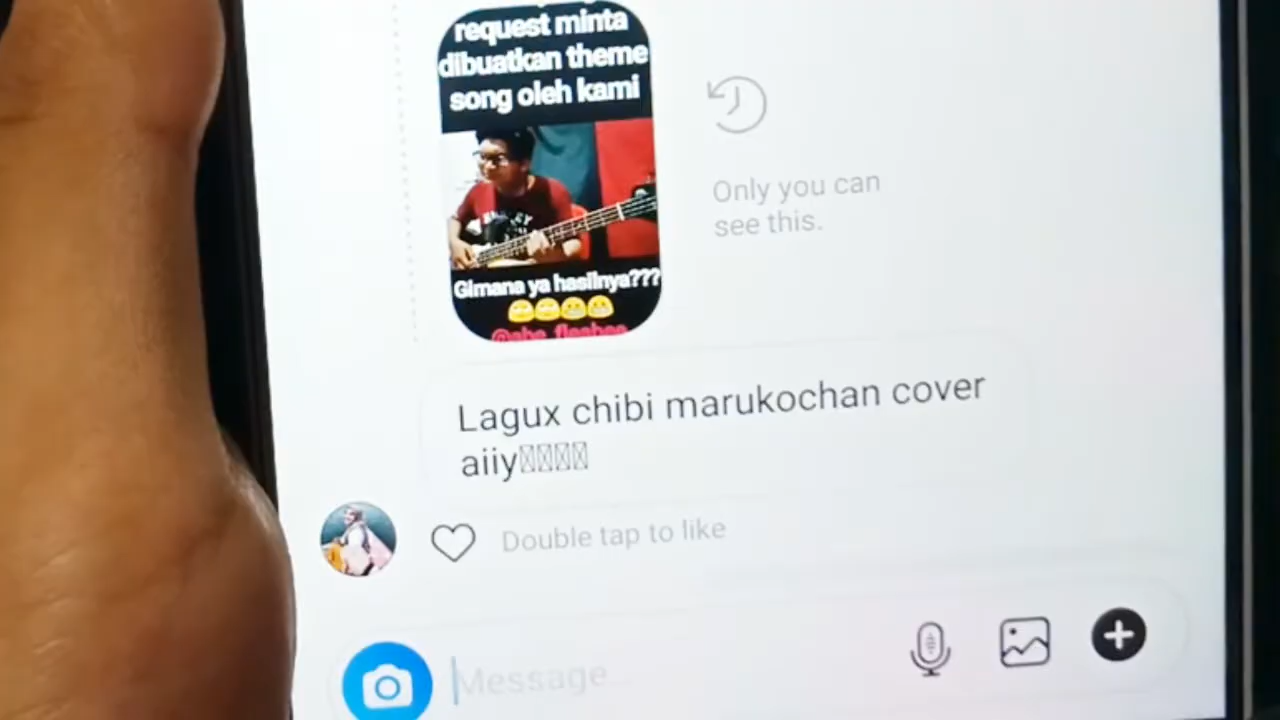 request minta
dibuatkan theme
song oleh kami
Gimana ya hasilnya???
Only you can
see this.
Lagux chibi marukochan cover
aiiy
Double tap to like
Message...